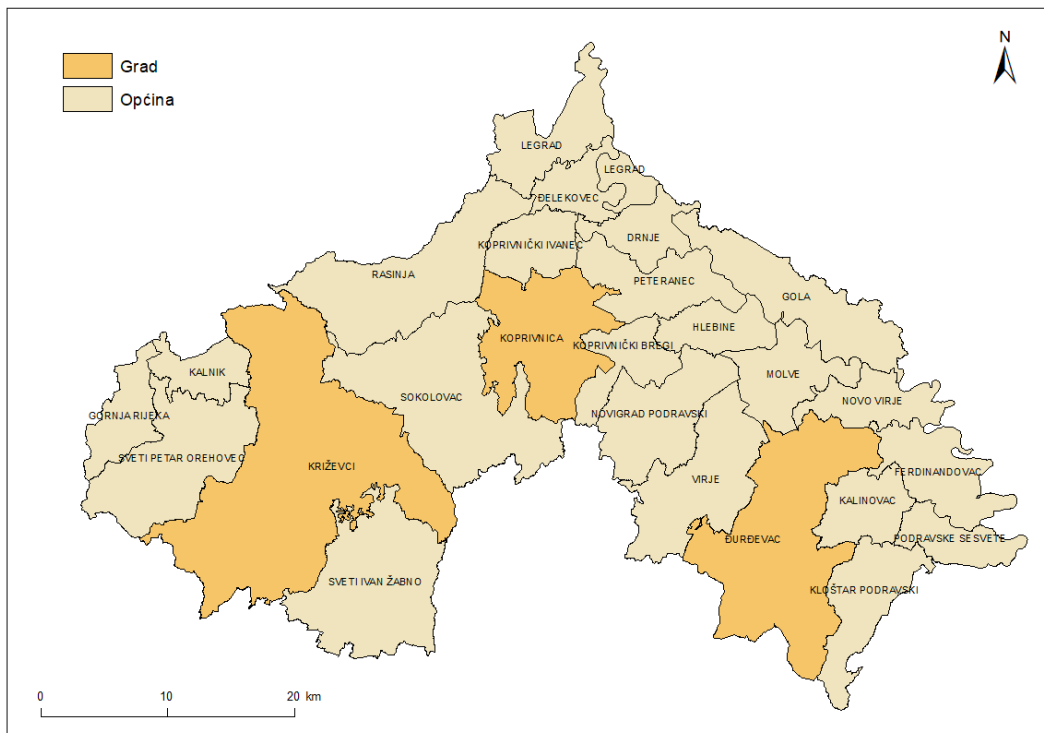 N
Grad
Općina
LEGRAD
LEGRAD
ĐELEKOVEC
DRNJE
KOPRIVNIČKI IVANEC
RASINJA
PETERANEC
GOLA
HLEBINE
KOPRIVNICA
KOPRIVNIČKI BREGI
KALNIK
MOLVE
SOKOLOVAC
NOVO VIRJE
GORNJA RIJEKA
NOVIGRAD PODRAVSKI
SVETI PETAR OREHOVEC
KRIŽEVCI
FERDINANDOVAC
VIRJE
KALINOVAC
ĐURĐEVAC
PODRAVSKE SESVETE
SVETI IVAN ŽABNO
KLOŠTAR PODRAVSKI
0 10 20 km